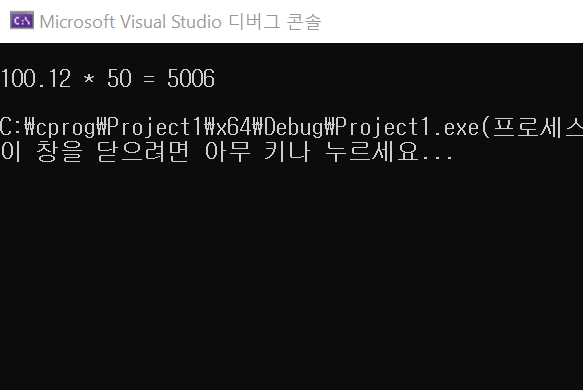 Microsoft Visual Studio 디버그 콘솔
100.12 * 50 = 5006
C:₩cprog₩Project1₩x64₩Debug₩Project1.exe(프로세스
이 창을 닫으려면 아무 키나 누르세요...